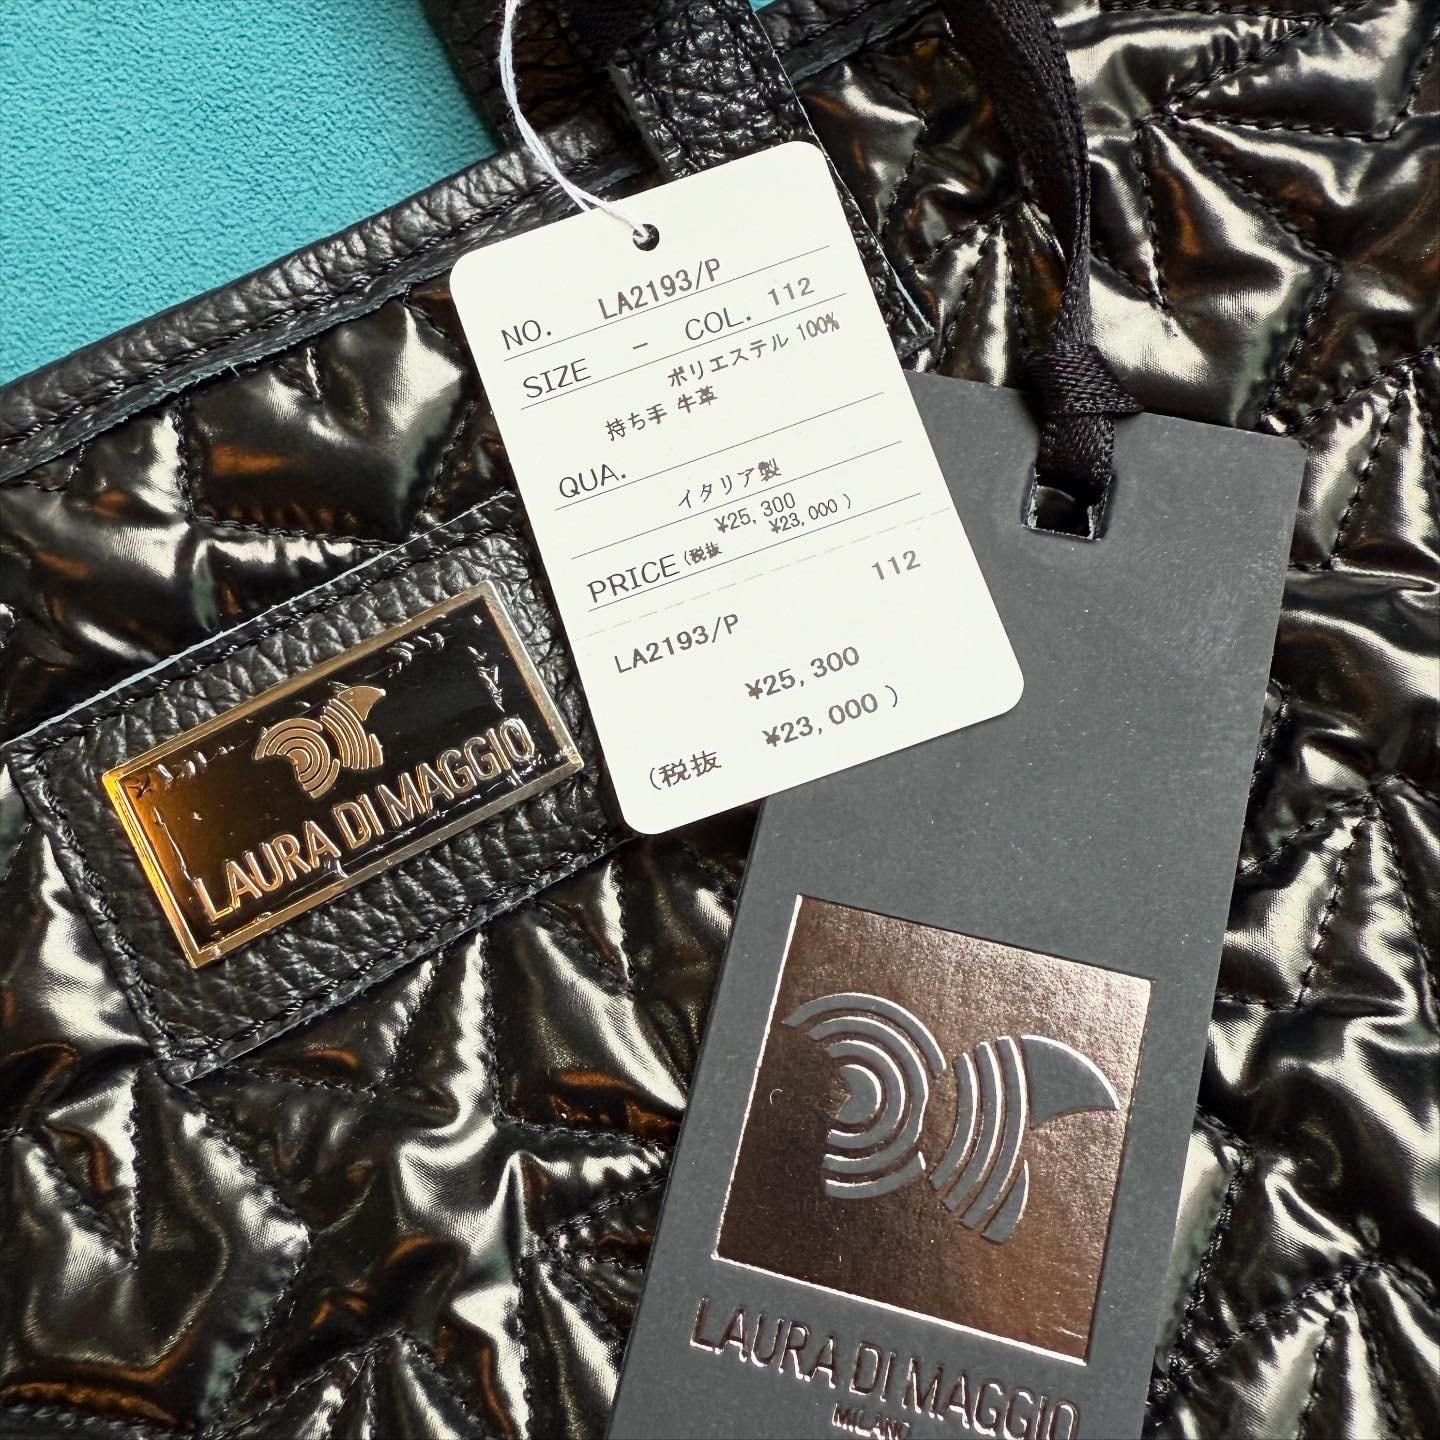 NO. LA2193/P
SIZE - COL. 112
ポリエステル 100%
持ち手 牛革
QUA.
イタリア製
¥25,300
PRICE (税抜 ¥23,000 )
112
LA2193/P
¥25,300
(税抜 ¥23,000 )
LAURA DI MAGGIO
LAURA DI MAGGIO
MILANO